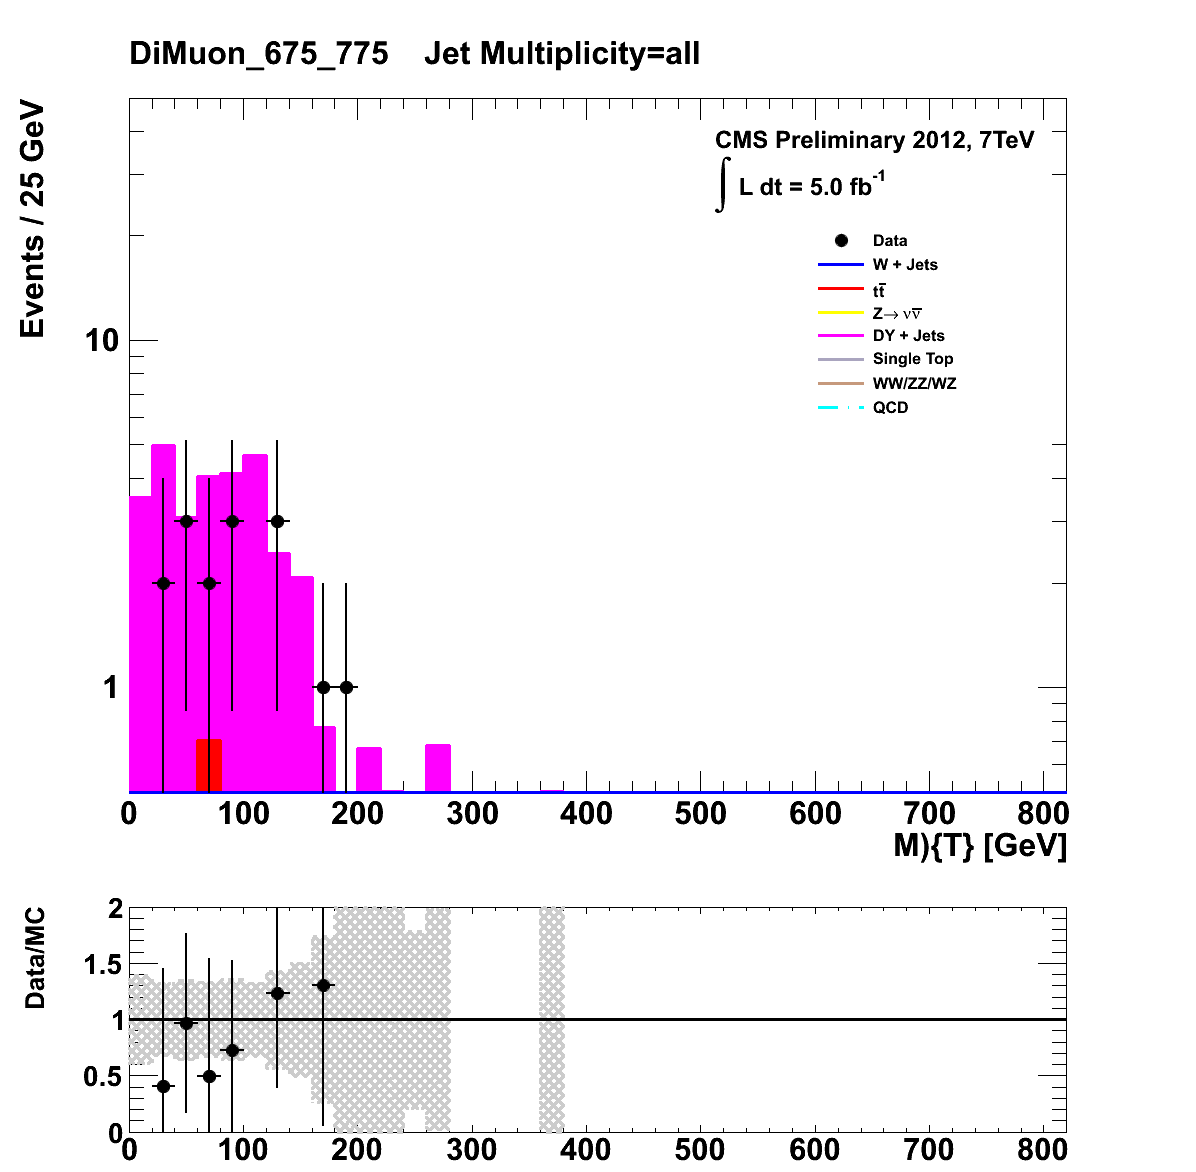 DiMuon_675_775 Jet Multiplicity=all
Events / 25 GeV
CMS Preliminary 2012, 7TeV
∫ L dt = 5.0 fb⁻¹
Data
W + Jets
tt̅
Z→ νν̅
DY + Jets
Single Top
WW/ZZ/WZ
QCD
10
1
0 100 200 300 400 500 600 700 800
M){T} [GeV]
Data/MC
2
1.5
1
0.5
0
0 100 200 300 400 500 600 700 800